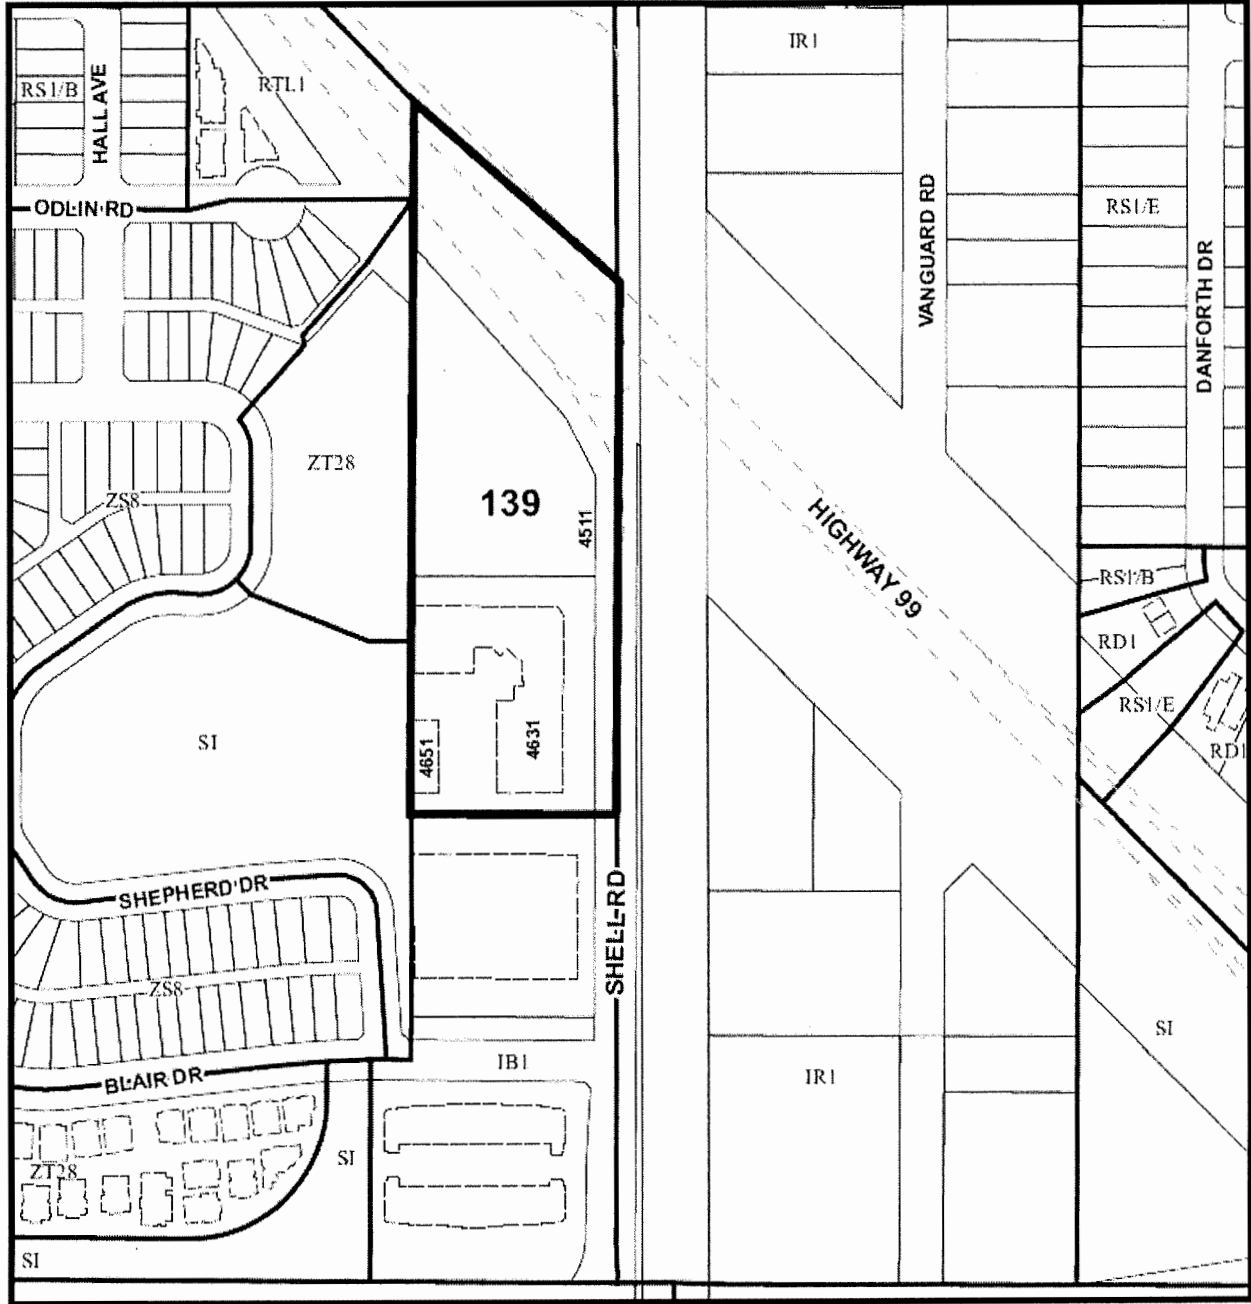 IR1
RS1/B
HALL AVE
RTL1
ODLIN RD
VANGUARD RD
RS1/E
DANFORTH DR
ZT28
ZS8
139
4511
HIGHWAY 99
RS1/B
RD1
RS1/E
RD1
SI
4651
4631
SHEPHERD DR
SHELL RD
ZS8
SI
IB1
IR1
BLAIR DR
SI
ZT28
SI